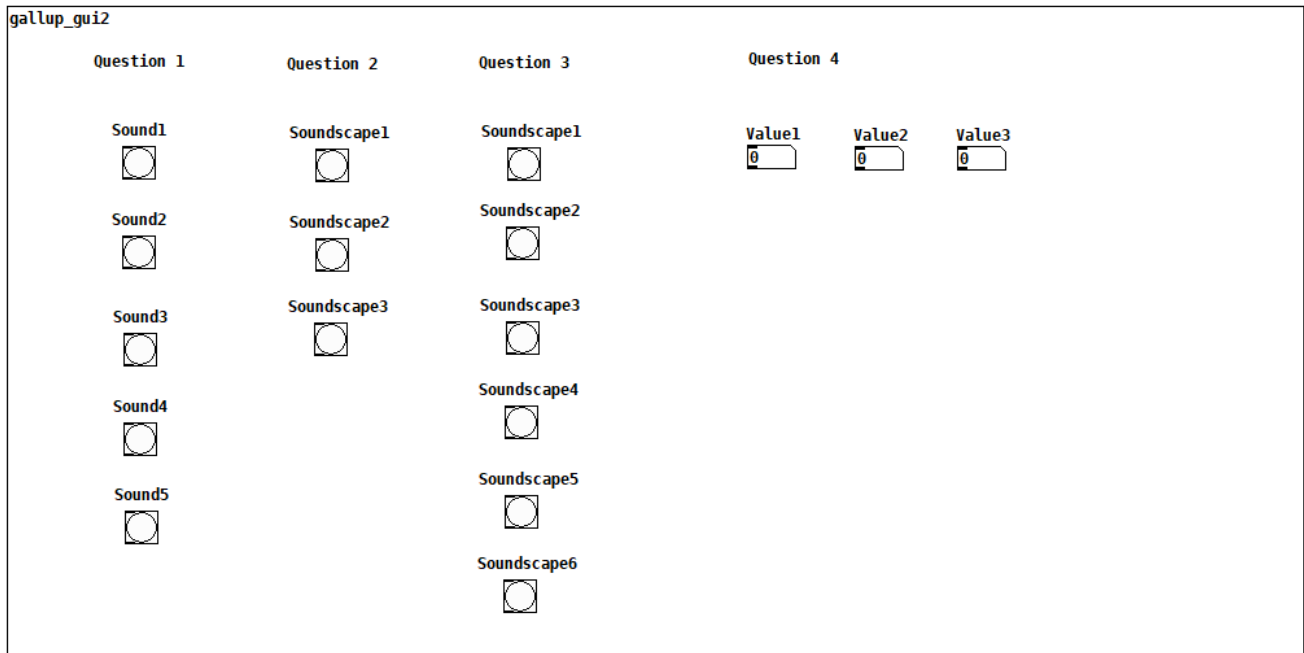 gallup_gui2
Question 1
Question 2
Question 3
Question 4
Sound1
Soundscape1
Soundscape1
Value1
Value2
Value3
0
0
0
Sound2
Soundscape2
Soundscape2
Sound3
Soundscape3
Soundscape3
Sound4
Soundscape4
Sound5
Soundscape5
Soundscape6